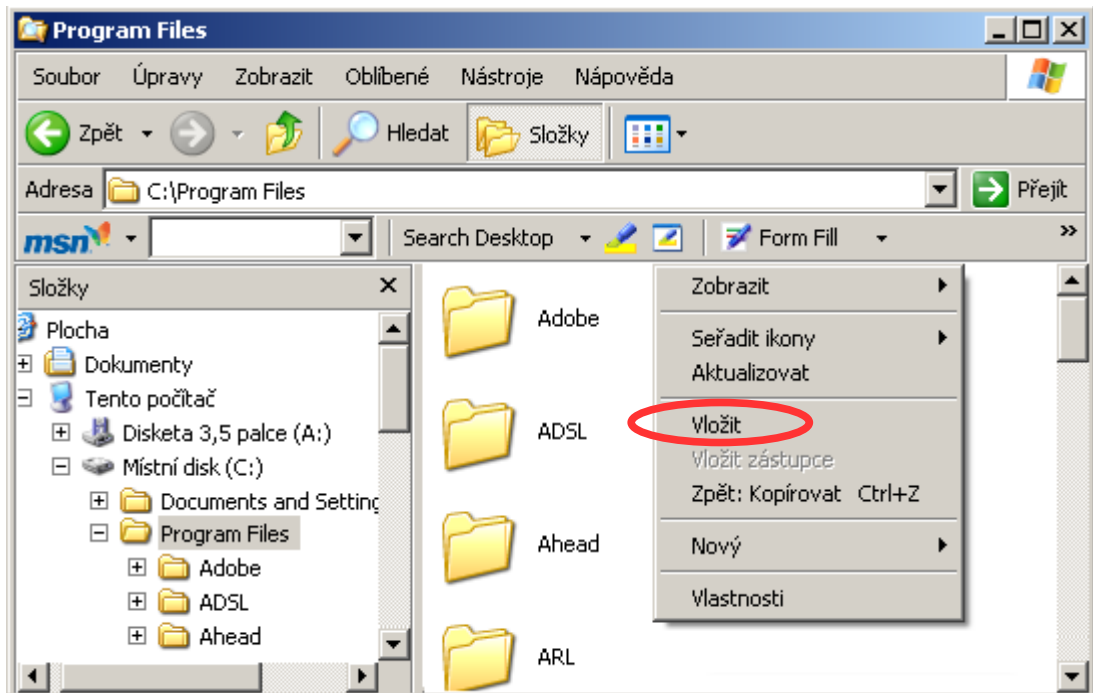 Program Files
Soubor Úpravy Zobrazit Oblíbené Nástroje Nápověda
Zpět Hledat Složky
Adresa C:\Program Files Přejít
msn Search Desktop Form Fill »
Složky
Plocha
Dokumenty
Tento počítač
Disketa 3,5 palce (A:)
Místní disk (C:)
Documents and Setting
Program Files
Adobe
ADSL
Ahead
Adobe
ADSL
Ahead
ARL
Zobrazit
Seřadit ikony
Aktualizovat
Vložit
Vložit zástupce
Zpět: Kopírovat Ctrl+Z
Nový
Vlastnosti